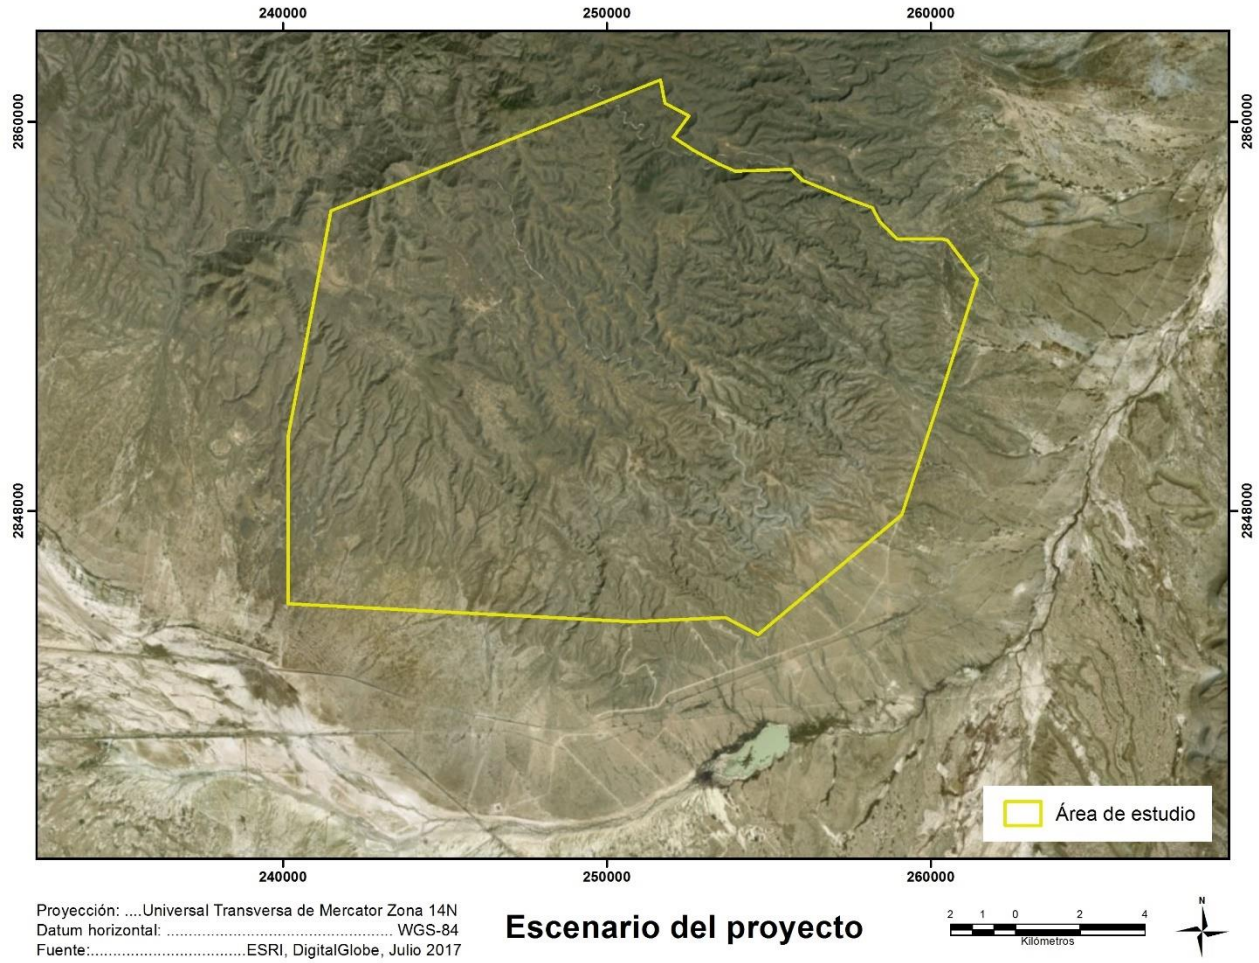 240000 250000 260000
2860000 2860000
2848000 2848000
Área de estudio
240000 250000 260000
Proyección: ....Universal Transversa de Mercator Zona 14N
Datum horizontal: ............................................ WGS-84
Fuente:.................................ESRI, DigitalGlobe, Julio 2017
Escenario del proyecto
2 1 0 2 4
Kilómetros
N